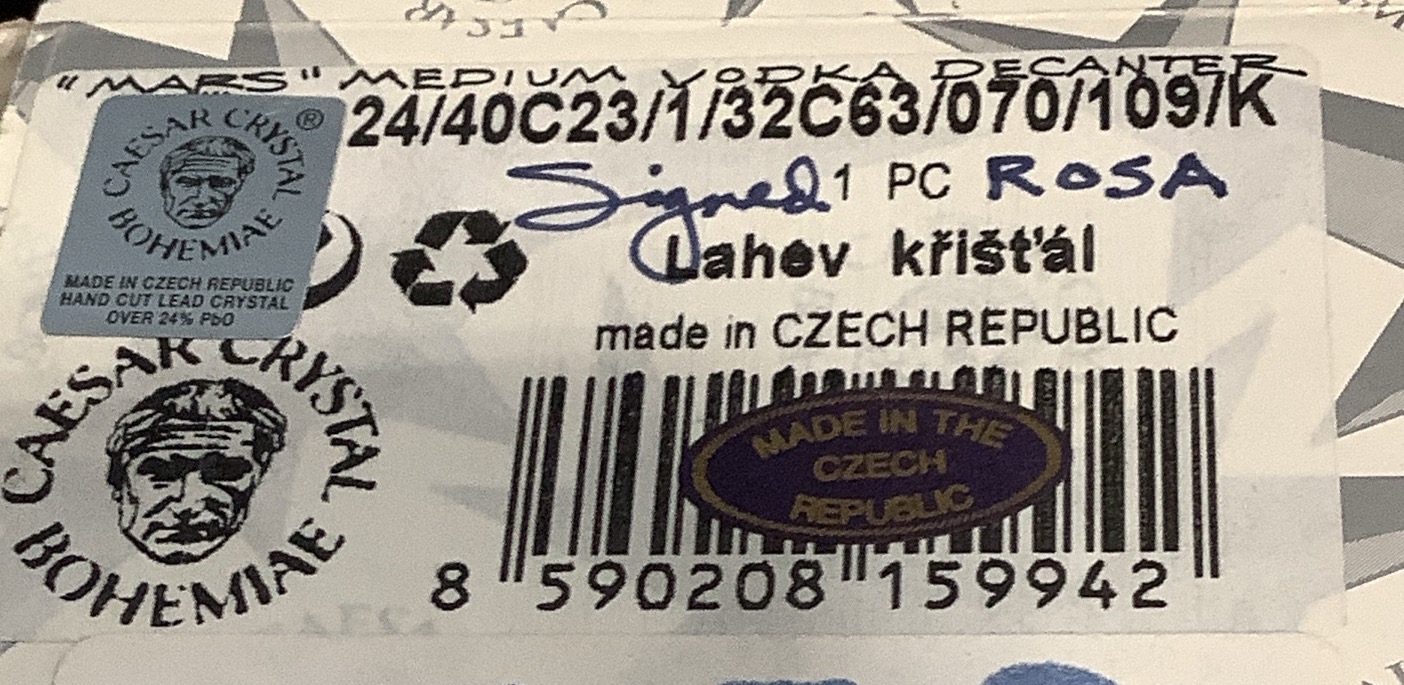 "MARS" MEDIUM VODKA DECANTER
24/40C23/1/32C63/070/109/K
Signed 1 PC ROSA
Lahev křišťál
made in CZECH REPUBLIC
CAESAR CRYSTAL ®
BOHEMIAE
MADE IN CZECH REPUBLIC
HAND CUT LEAD CRYSTAL
OVER 24% PbO
CAESAR CRYSTAL
BOHEMIAE
MADE IN THE
CZECH
REPUBLIC
8 590208 159942